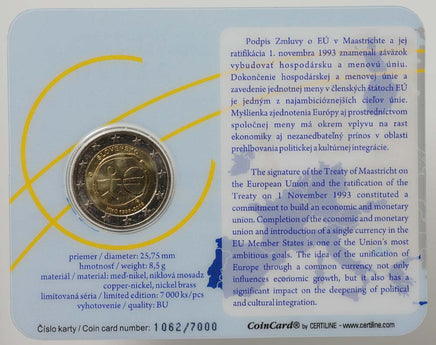 Podpis Zmluvy o EÚ v Maastrichte a jej
ratifikácia 1. novembra 1993 znamenali záväzok
vybudovať hospodársku a menovú úniu.
Dokončenie hospodárskej a menovej únie a
zavedenie jednotnej meny v členských štátoch EÚ
je jedným z najambicióznejších cieľov únie.
Myšlienka zjednotenia Európy aj prostredníctvom
spoločnej meny má okrem vplyvu na rast
ekonomiky aj nezanedbateľný prínos v oblasti
prehlbovania politickej a kultúrnej integrácie.
The signature of the Treaty of Maastricht on
the European Union and the ratification of the
Treaty on 1 November 1993 constituted a
commitment to build an economic and monetary
union. Completion of the economic and monetary
union and introduction of a single currency in the
EU Member States is one of the Union's most
ambitious goals. The idea of the unification of
Europe through a common currency not only
influences economic growth, but it also has a
significant impact on the deepening of political
and cultural integration.
SLOVENSKO
priemer / diameter: 25,75 mm
hmotnosť / weight: 8,5 g
materiál / material: meď-nikel, niklová mosadz
copper-nickel, nickel brass
limitovaná séria / limited edition: 7 000 ks/pcs
vyhotovenie / quality: BU
Číslo karty / Coin card number: 1062/7000
CoinCard® by CERTILINE / www.certiline.com